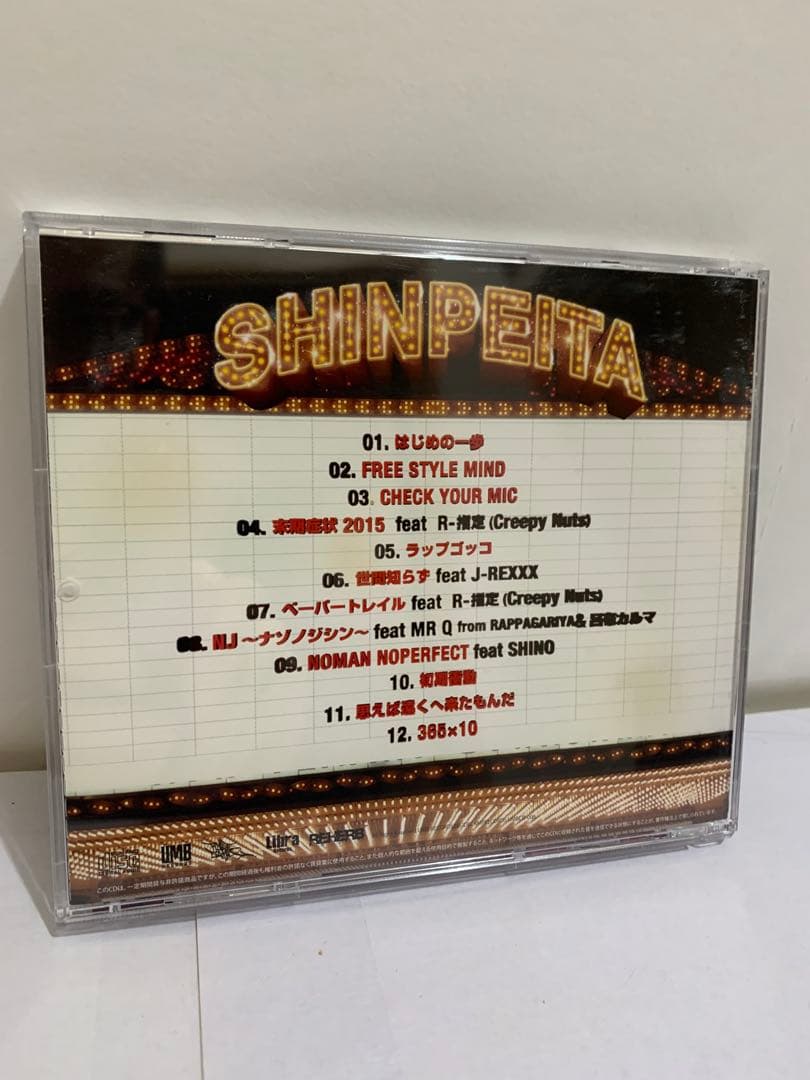 SHINPEITA
01. はじめの一歩
02. FREE STYLE MIND
03. CHECK YOUR MIC
04. 末期症状 2015 feat R-指定 (Creepy Nuts)
05. ラップゴッコ
06. 世間知らず feat J-REXXX
07. ペーパートレイル feat R-指定 (Creepy Nuts)
08. NJ ～ナゾノジシン～ feat MR Q from RAPPAGARIYA & 呂布カルマ
09. NOMAN NOPERFECT feat SHINO
10. 初期衝動
11. 思えば遠くへ来たもんだ
12. 365×10
UMB
Libra